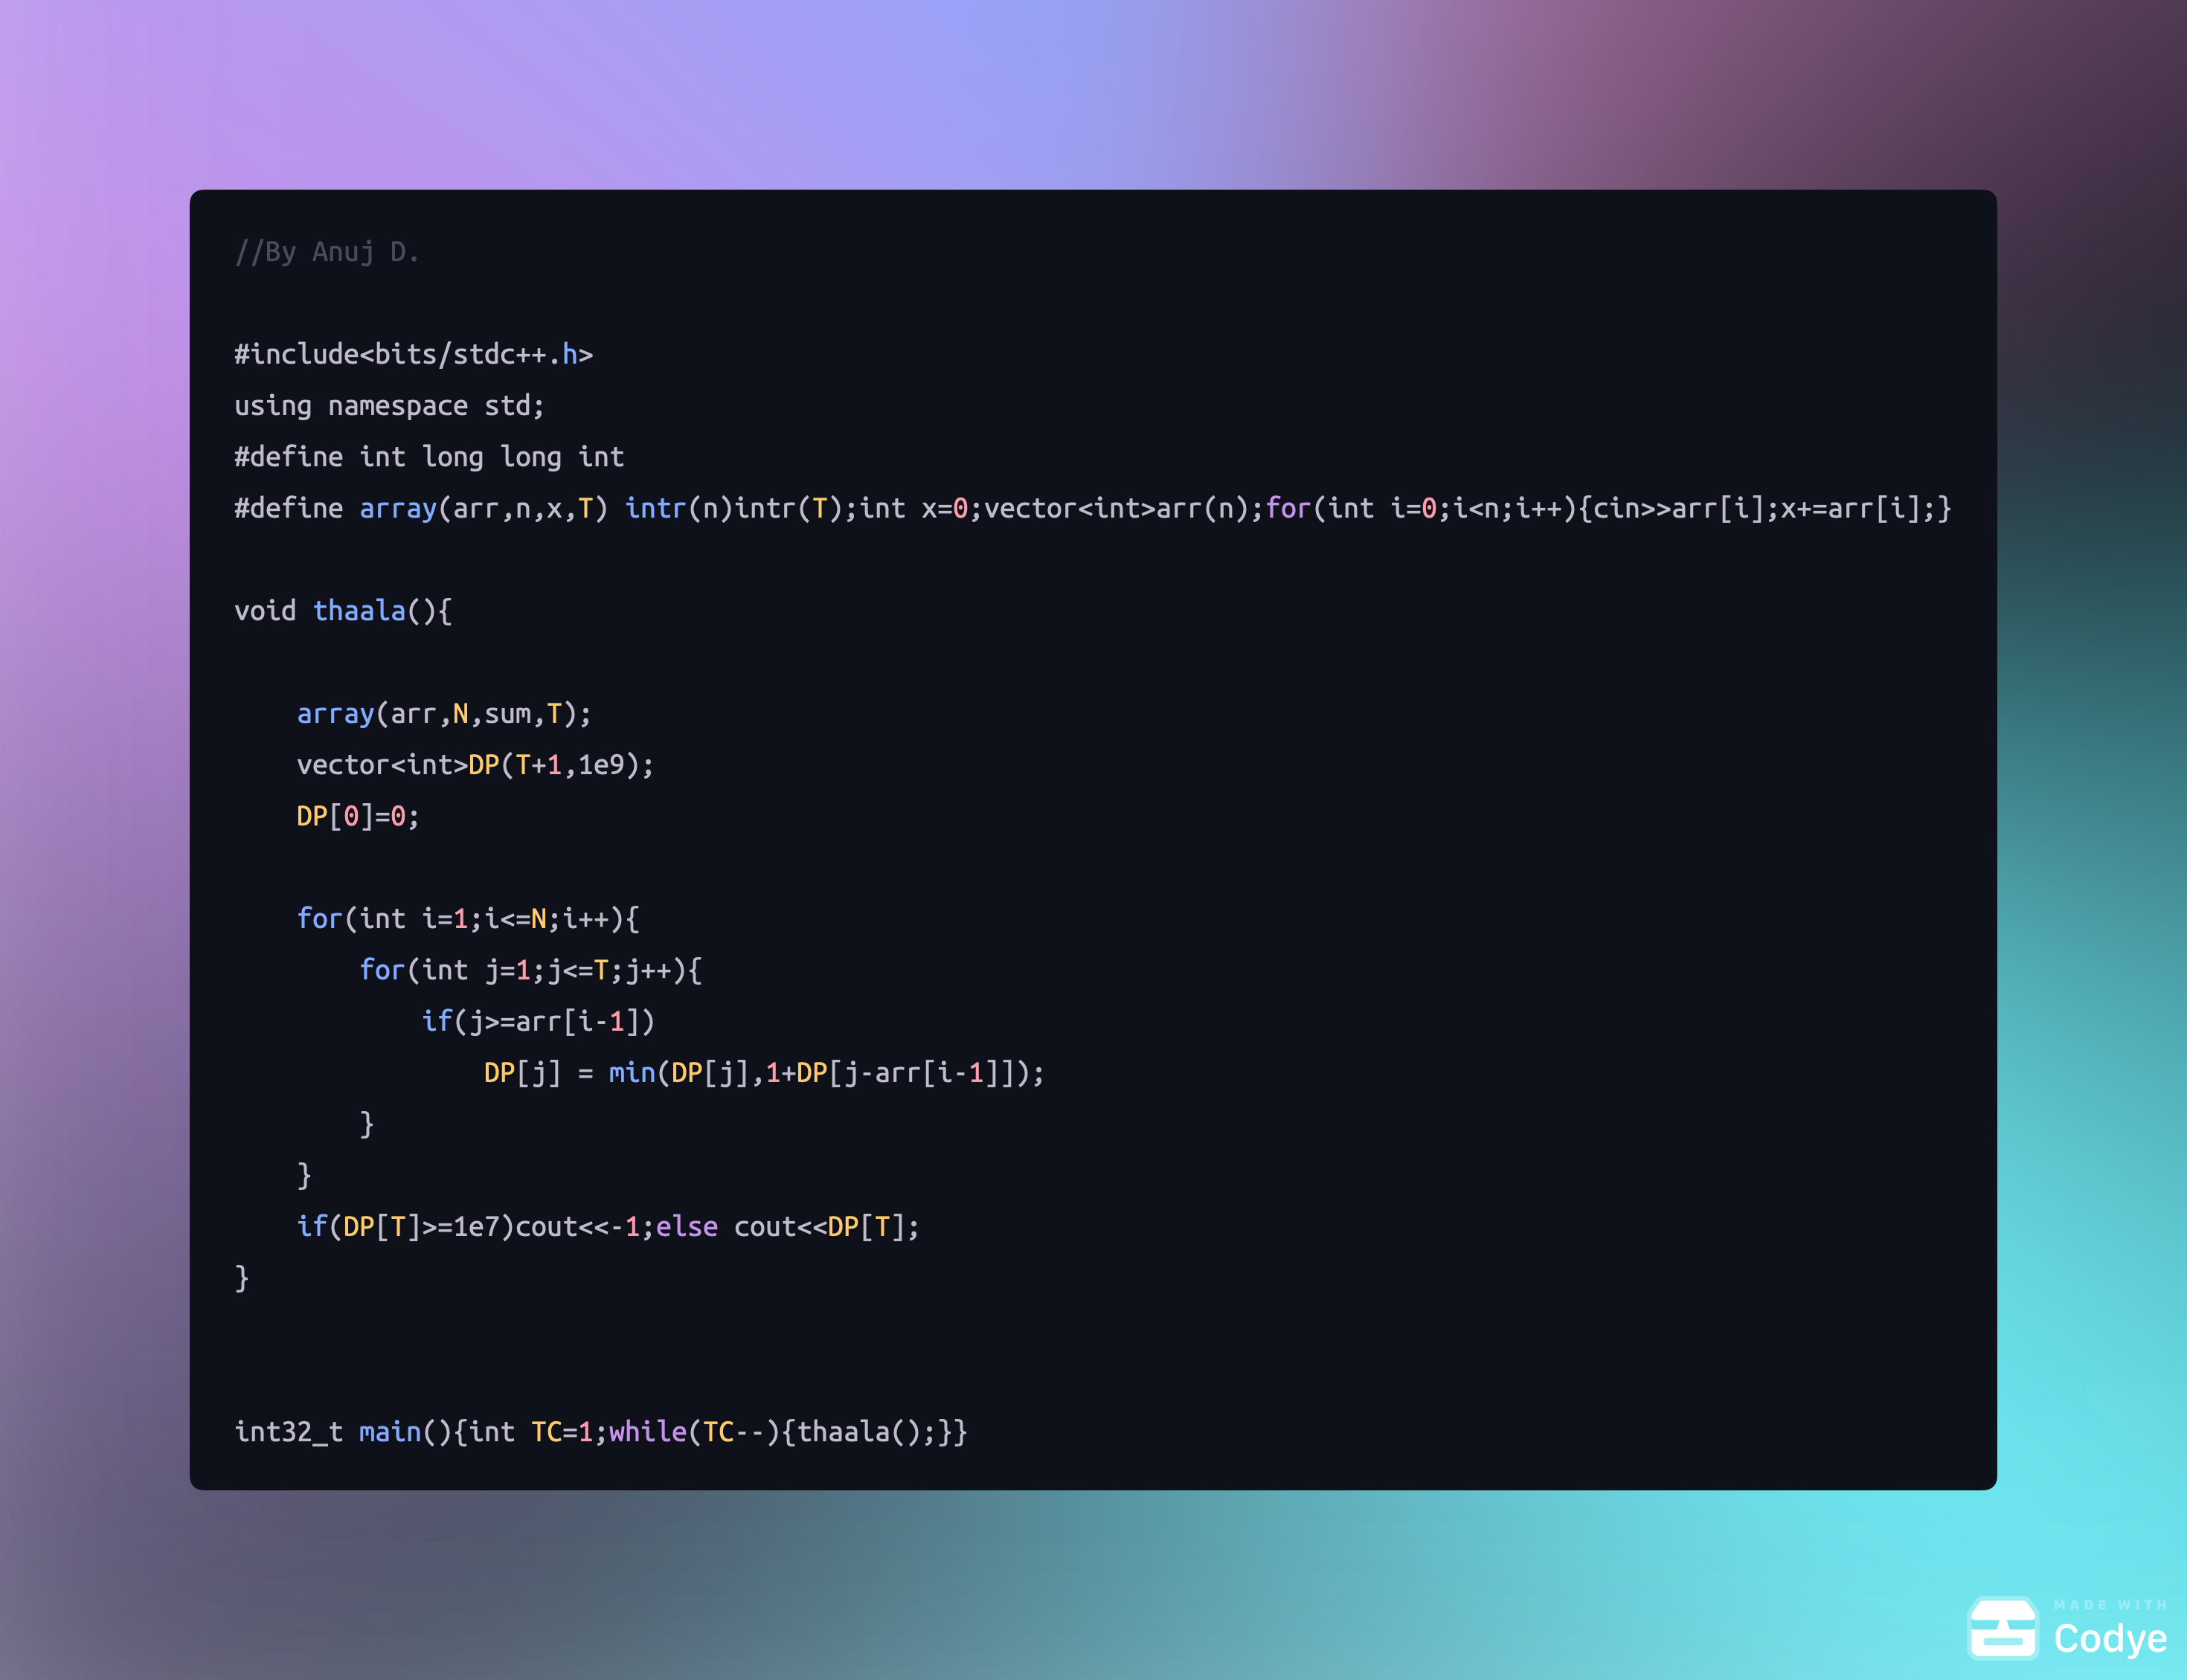 //By Anuj D.
#include<bits/stdc++.h>
using namespace std;
#define int long long int
#define array(arr,n,x,T) intr(n)intr(T);int x=0;vector<int>arr(n);for(int i=0;i<n;i++){cin>>arr[i];x+=arr[i];}
void thaala(){
    array(arr,N,sum,T);
    vector<int>DP(T+1,1e9);
    DP[0]=0;
    for(int i=1;i<=N;i++){
        for(int j=1;j<=T;j++){
            if(j>=arr[i-1])
                DP[j] = min(DP[j],1+DP[j-arr[i-1]]);
        }
    }
    if(DP[T]>=1e7)cout<<-1;else cout<<DP[T];
}
int32_t main(){int TC=1;while(TC--){thaala();}}
MADE WITH
Codye